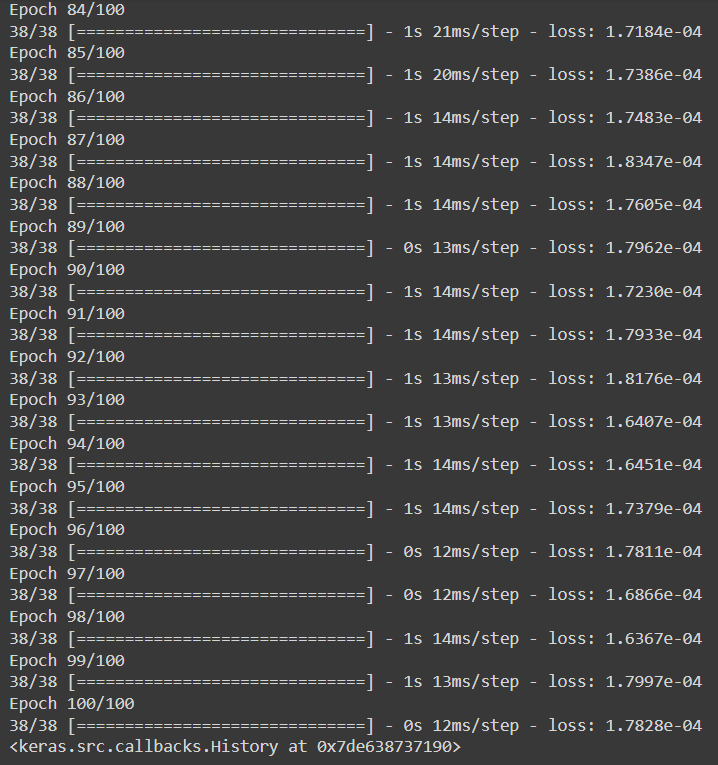 Epoch 84/100
38/38 [==============================] - 1s 21ms/step - loss: 1.7184e-04
Epoch 85/100
38/38 [==============================] - 1s 20ms/step - loss: 1.7386e-04
Epoch 86/100
38/38 [==============================] - 1s 14ms/step - loss: 1.7483e-04
Epoch 87/100
38/38 [==============================] - 1s 14ms/step - loss: 1.8347e-04
Epoch 88/100
38/38 [==============================] - 1s 14ms/step - loss: 1.7605e-04
Epoch 89/100
38/38 [==============================] - 0s 13ms/step - loss: 1.7962e-04
Epoch 90/100
38/38 [==============================] - 1s 14ms/step - loss: 1.7230e-04
Epoch 91/100
38/38 [==============================] - 1s 14ms/step - loss: 1.7933e-04
Epoch 92/100
38/38 [==============================] - 1s 13ms/step - loss: 1.8176e-04
Epoch 93/100
38/38 [==============================] - 1s 13ms/step - loss: 1.6407e-04
Epoch 94/100
38/38 [==============================] - 1s 14ms/step - loss: 1.6451e-04
Epoch 95/100
38/38 [==============================] - 1s 14ms/step - loss: 1.7379e-04
Epoch 96/100
38/38 [==============================] - 0s 12ms/step - loss: 1.7811e-04
Epoch 97/100
38/38 [==============================] - 0s 12ms/step - loss: 1.6866e-04
Epoch 98/100
38/38 [==============================] - 1s 14ms/step - loss: 1.6367e-04
Epoch 99/100
38/38 [==============================] - 1s 13ms/step - loss: 1.7997e-04
Epoch 100/100
38/38 [==============================] - 0s 12ms/step - loss: 1.7828e-04
<keras.src.callbacks.History at 0x7de638737190>